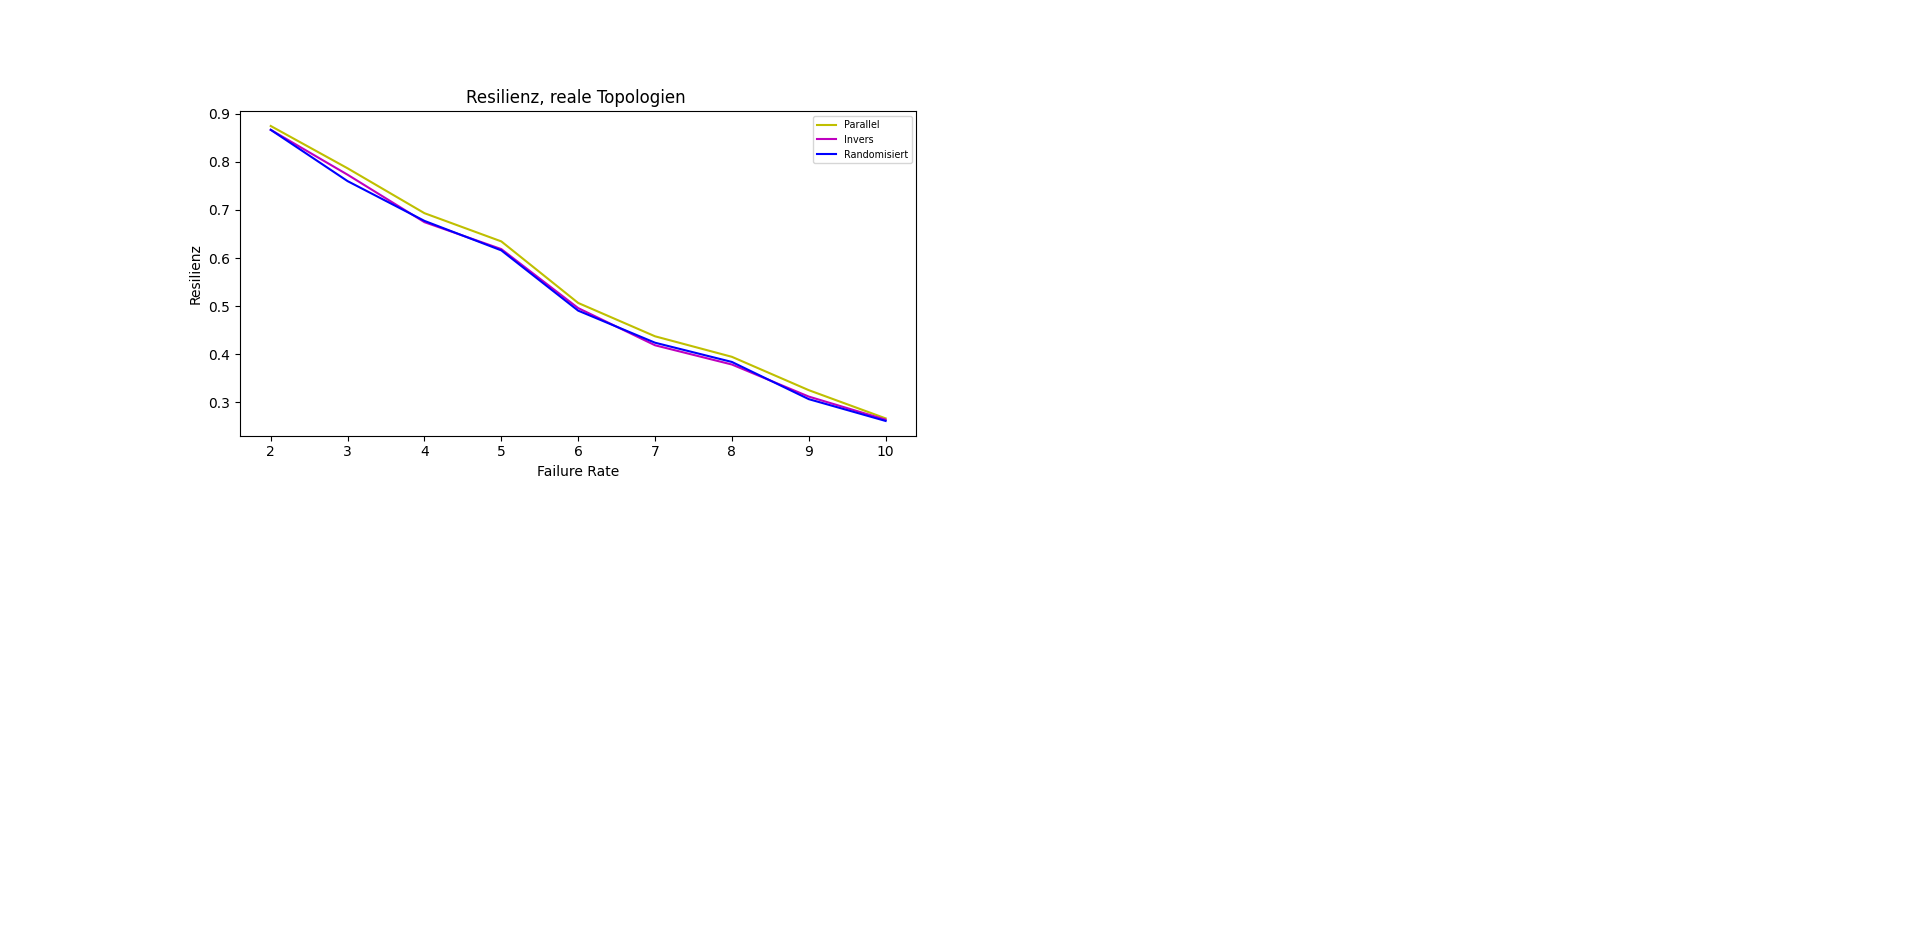 Resilienz, reale Topologien
Parallel
Invers
Randomisiert
Resilienz
0.9
0.8
0.7
0.6
0.5
0.4
0.3
2 3 4 5 6 7 8 9 10
Failure Rate